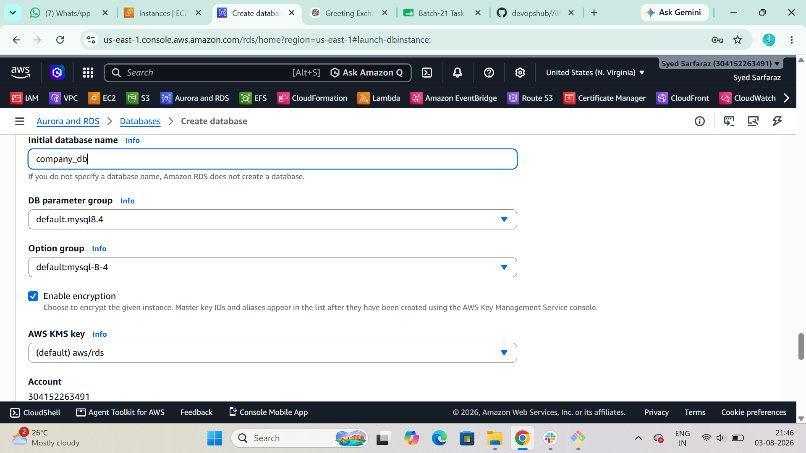 (7) WhatsApp
Instances | EC2
Create databas
Greeting Excha
Batch-21 Task
devopshub//AV
Ask Gemini
us-east-1.console.aws.amazon.com/rds/home?region=us-east-1#launch-dbinstance:
aws
Search [Alt+S] Ask Amazon Q
United States (N. Virginia)
Syed Sarfaraz (304152263491)
Syed Sarfaraz
IAM VPC EC2 S3 Aurora and RDS EFS CloudFormation Lambda Amazon EventBridge Route 53 Certificate Manager CloudFront CloudWatch
Aurora and RDS Databases Create database
Initial database name Info
company_db
If you do not specify a database name, Amazon RDS does not create a database.
DB parameter group Info
default.mysql8.4
Option group Info
default:mysql-8-4
Enable encryption
Choose to encrypt the given instance. Master key IDs and aliases appear in the list after they have been created using the AWS Key Management Service console.
AWS KMS key Info
(default) aws/rds
Account
304152263491
CloudShell Agent Toolkit for AWS Feedback Console Mobile App © 2026, Amazon Web Services, Inc. or its affiliates. Privacy Terms Cookie preferences
2
26°C
Mostly cloudy
Search
ENG
IN
21:46
03-08-2026